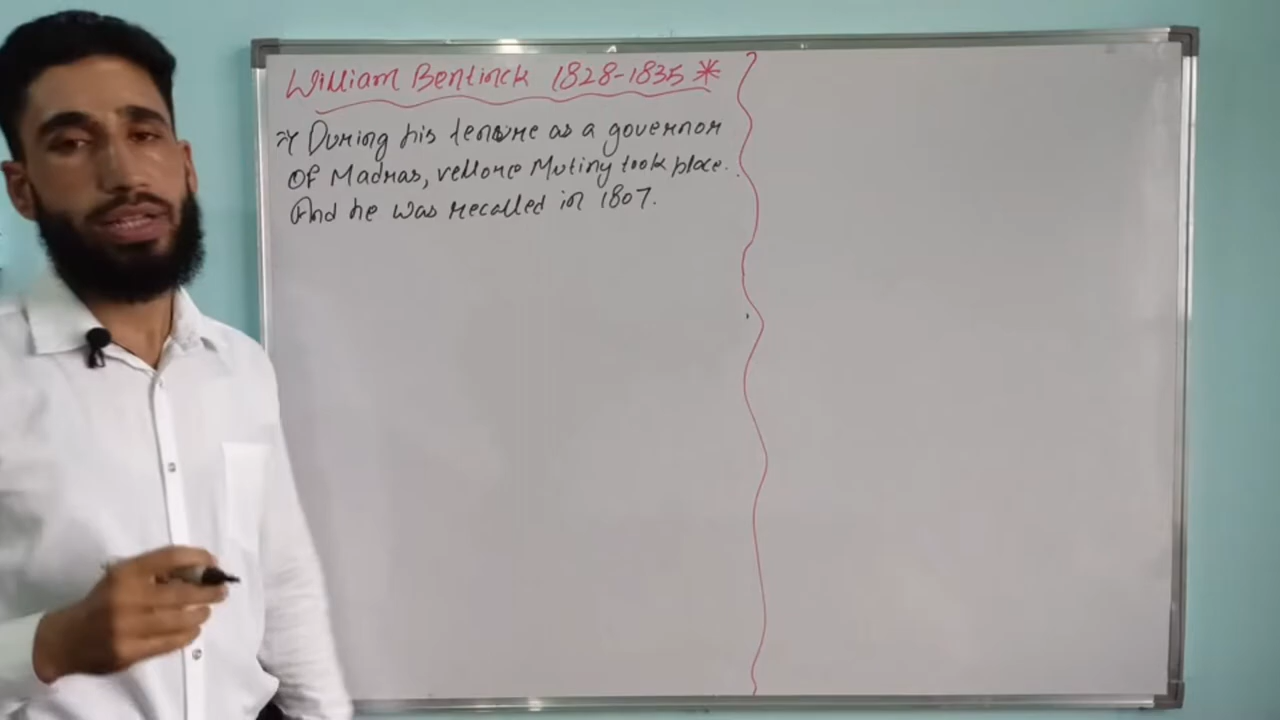 William Bentinck 1828-1835 *
During his tenure as a governor
Of Madras, vellore Mutiny took place.
And he was recalled in 1807.